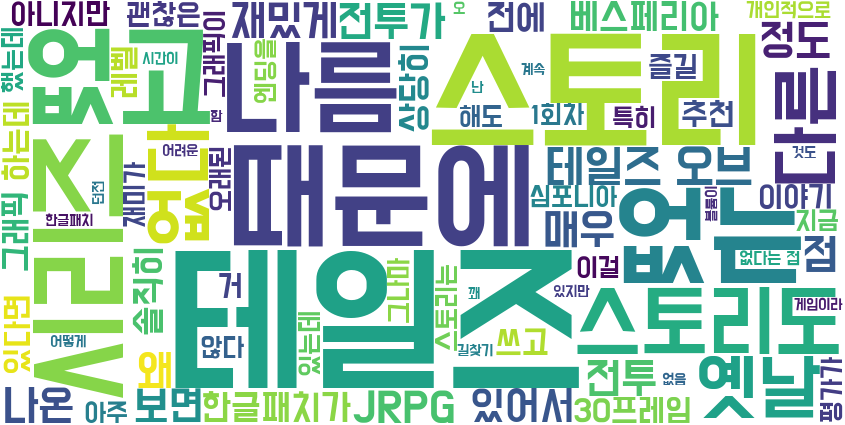 아니지만
괜찮은
재밌게
전투가
전에
베스페리아
개인적으로
오
정도
했는데
없고
레벨
시간이
그래픽이
엔딩을
나름
상당히
스토리
난
계속
즐길
해도
1회차
특히
추천
다른
함
하는데
시리즈
없다
어려운
때문에
테일즈 오브
것도
던전
재미가
오래된
심포니아
없는
볼륨이
이야기
한글패치
매우
지금
그래픽
솔직히
테일즈
거
그나마
스토리는
이걸
없다는 점
점
있지만
꽤
스토리도
게임이라
있다면
어떻게
왜
않다
있는데
길찾기
쓰고
전투
없음
옛날
평가가
나온
아주
보면
한글패치가
JRPG
있어서
30프레임